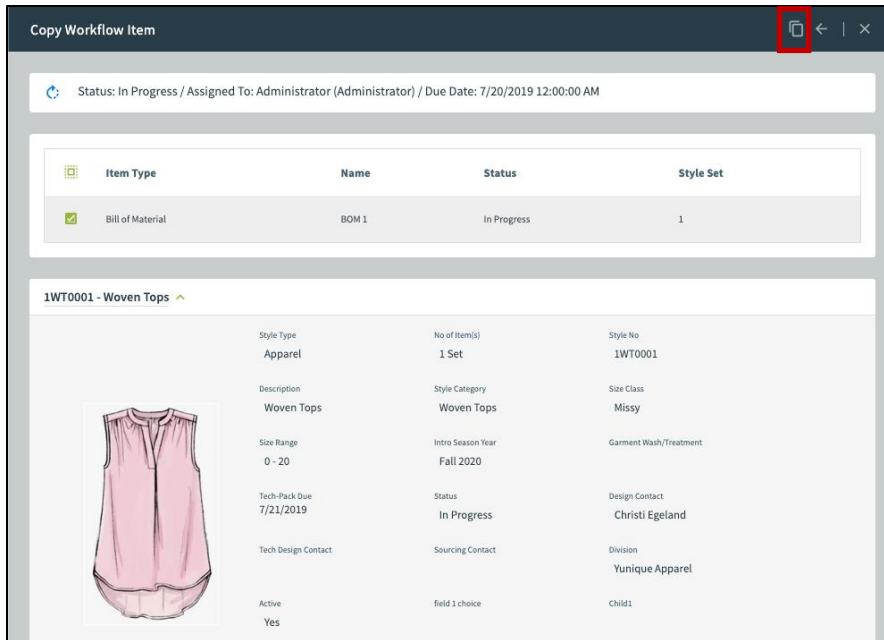 Copy Workflow Item
Status: In Progress / Assigned To: Administrator (Administrator) / Due Date: 7/20/2019 12:00:00 AM
Item Type Name Status Style Set
Bill of Material BOM 1 In Progress 1
1WT0001 - Woven Tops
Style Type No of Item(s) Style No
Apparel 1 Set 1WT0001
Description Style Category Size Class
Woven Tops Woven Tops Missy
Size Range Intro Season Year Garment Wash/Treatment
0 - 20 Fall 2020
Tech-Pack Due Status Design Contact
7/21/2019 In Progress Christi Egeland
Tech Design Contact Sourcing Contact Division
Yunique Apparel
Active field 1 choice Child1
Yes